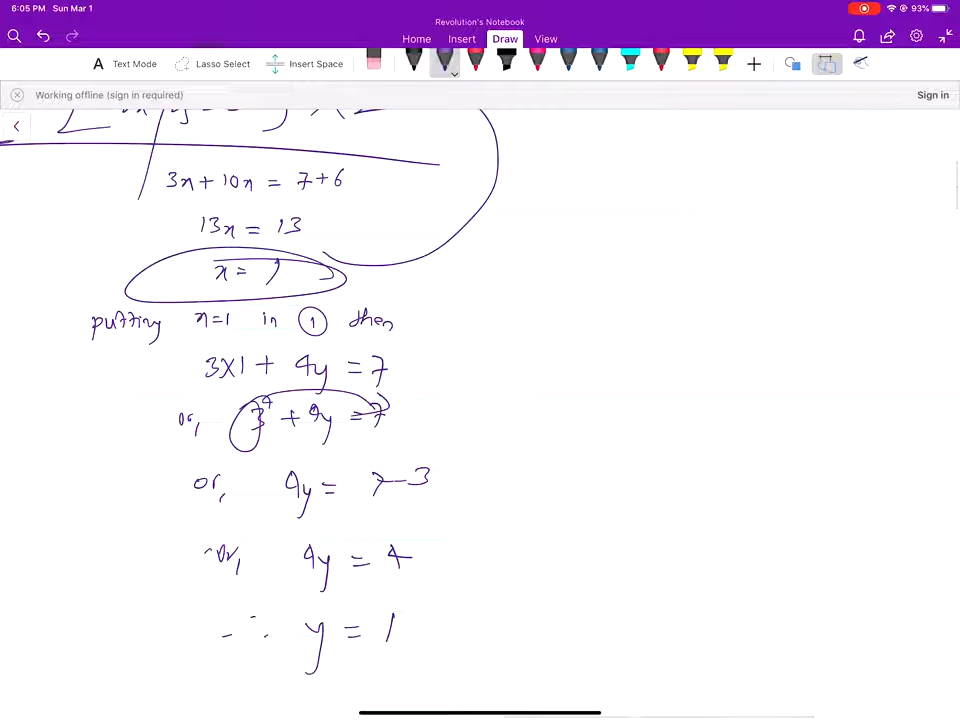 6:05 PM Sun Mar 1
93%
Revolution's Notebook
Home Insert Draw View
Text Mode Lasso Select Insert Space
Working offline (sign in required) Sign in
3x + 10x = 7 + 6
13x = 13
x = 1
putting x=1 in ① then
3×1 + 4y = 7
or, 3 + 4y = 7
or, 4y = 7-3
or, 4y = 4
∴ y = 1